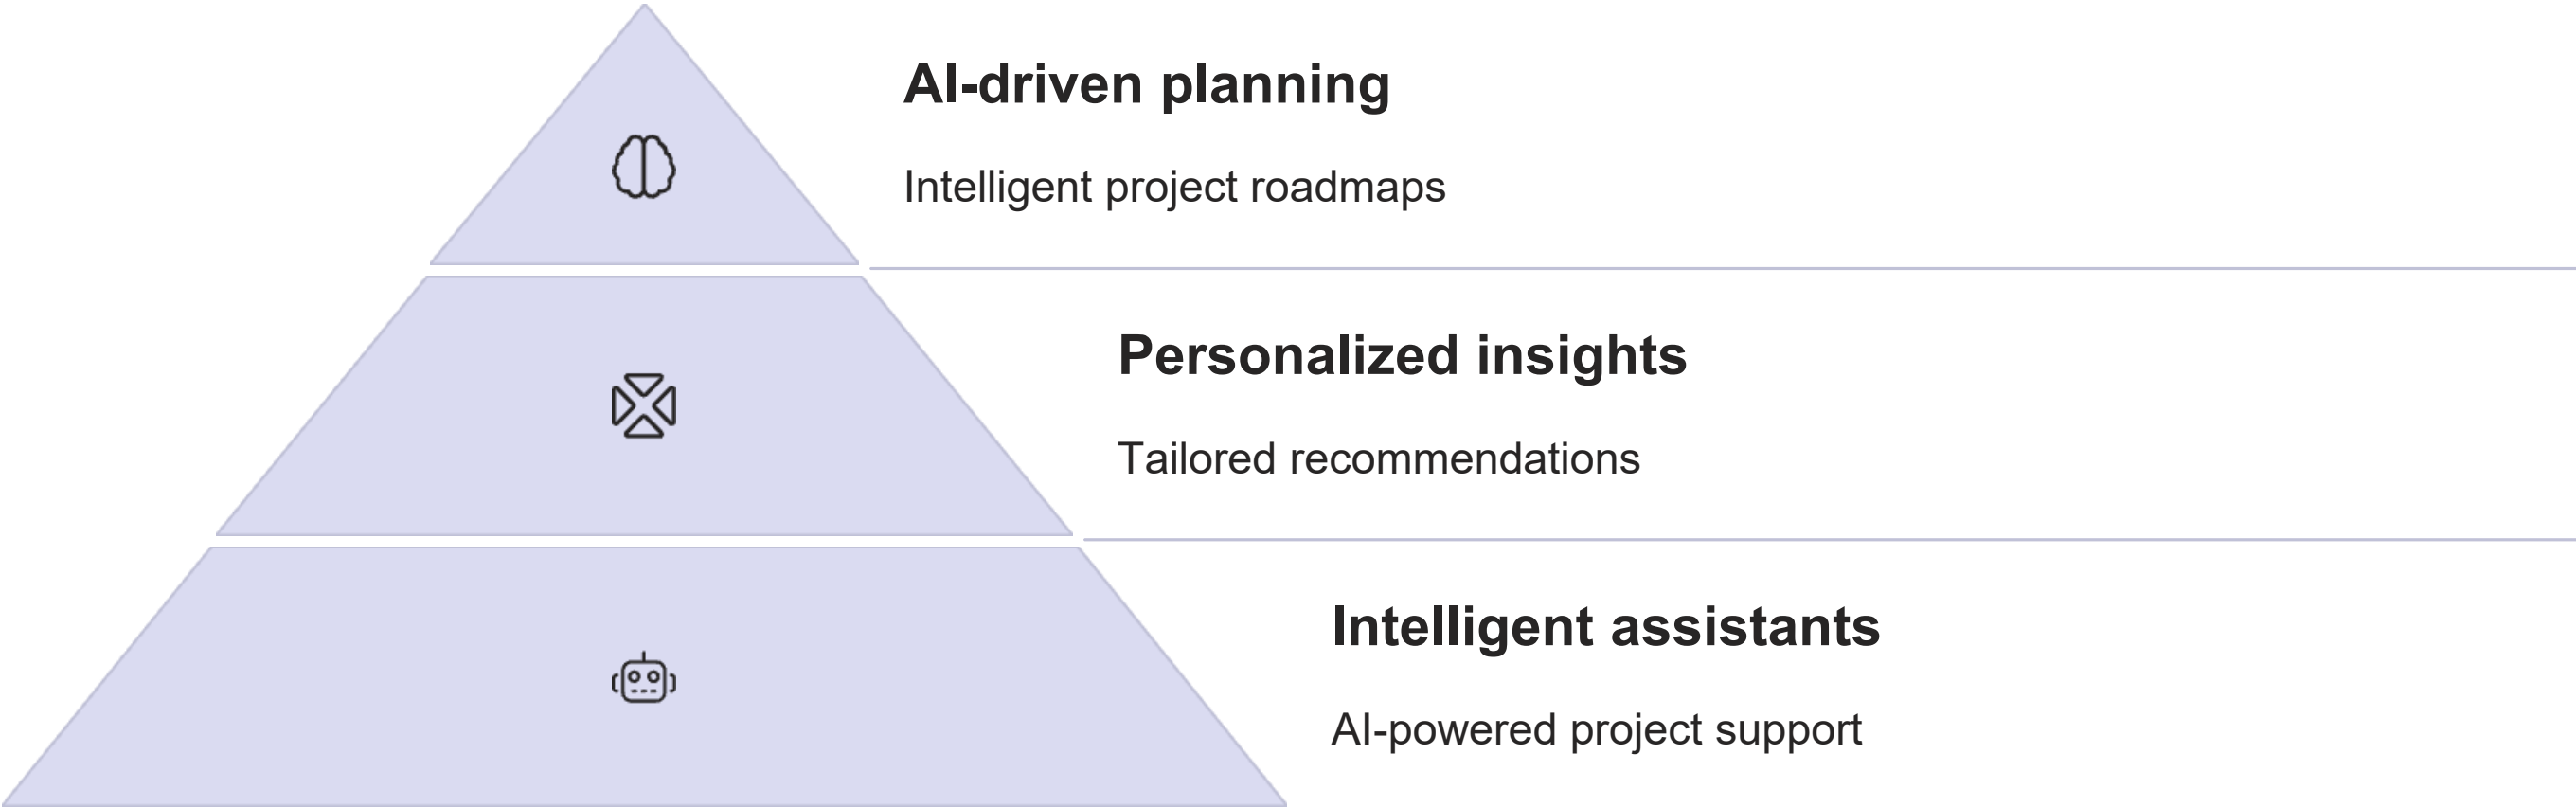 AI-driven planning
Intelligent project roadmaps
Personalized insights
Tailored recommendations
Intelligent assistants
AI-powered project support